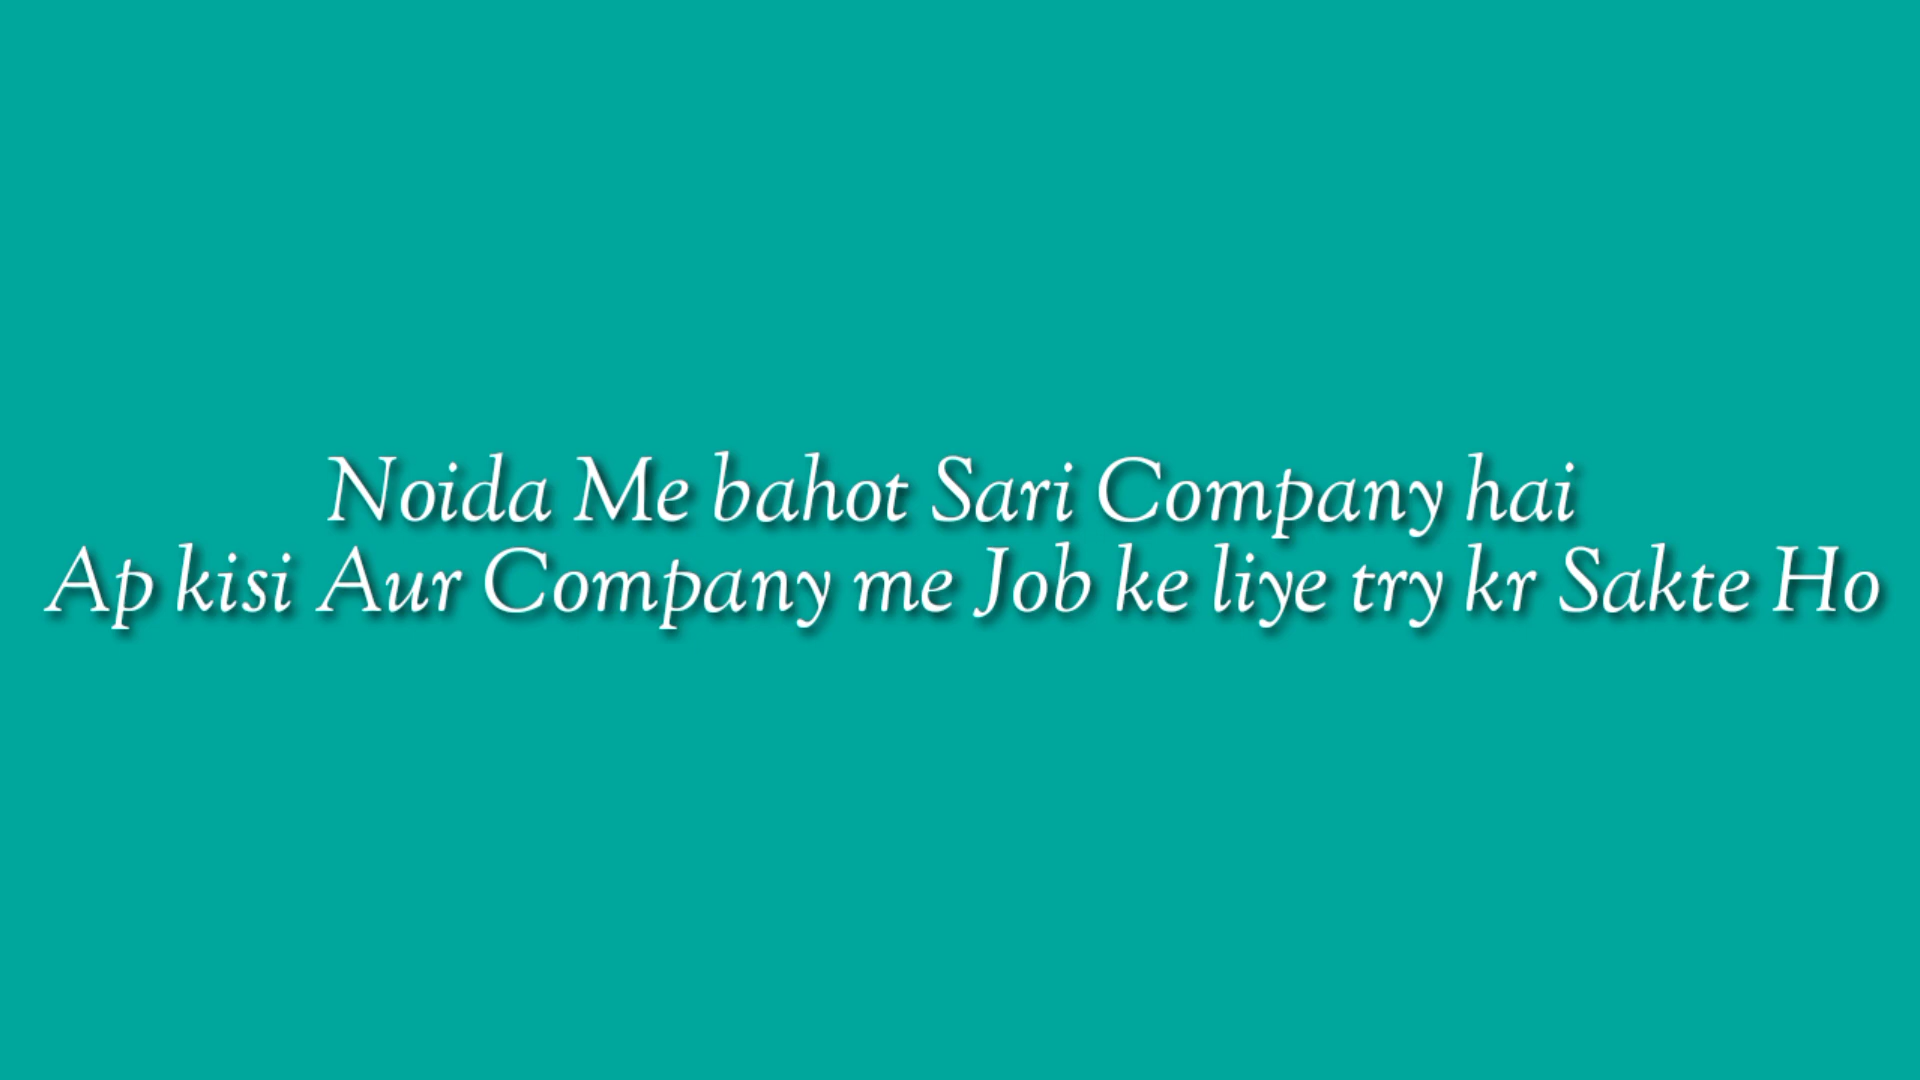 Noida Me bahot Sari Company hai
Ap kisi Aur Company me Job ke liye try kr Sakte Ho